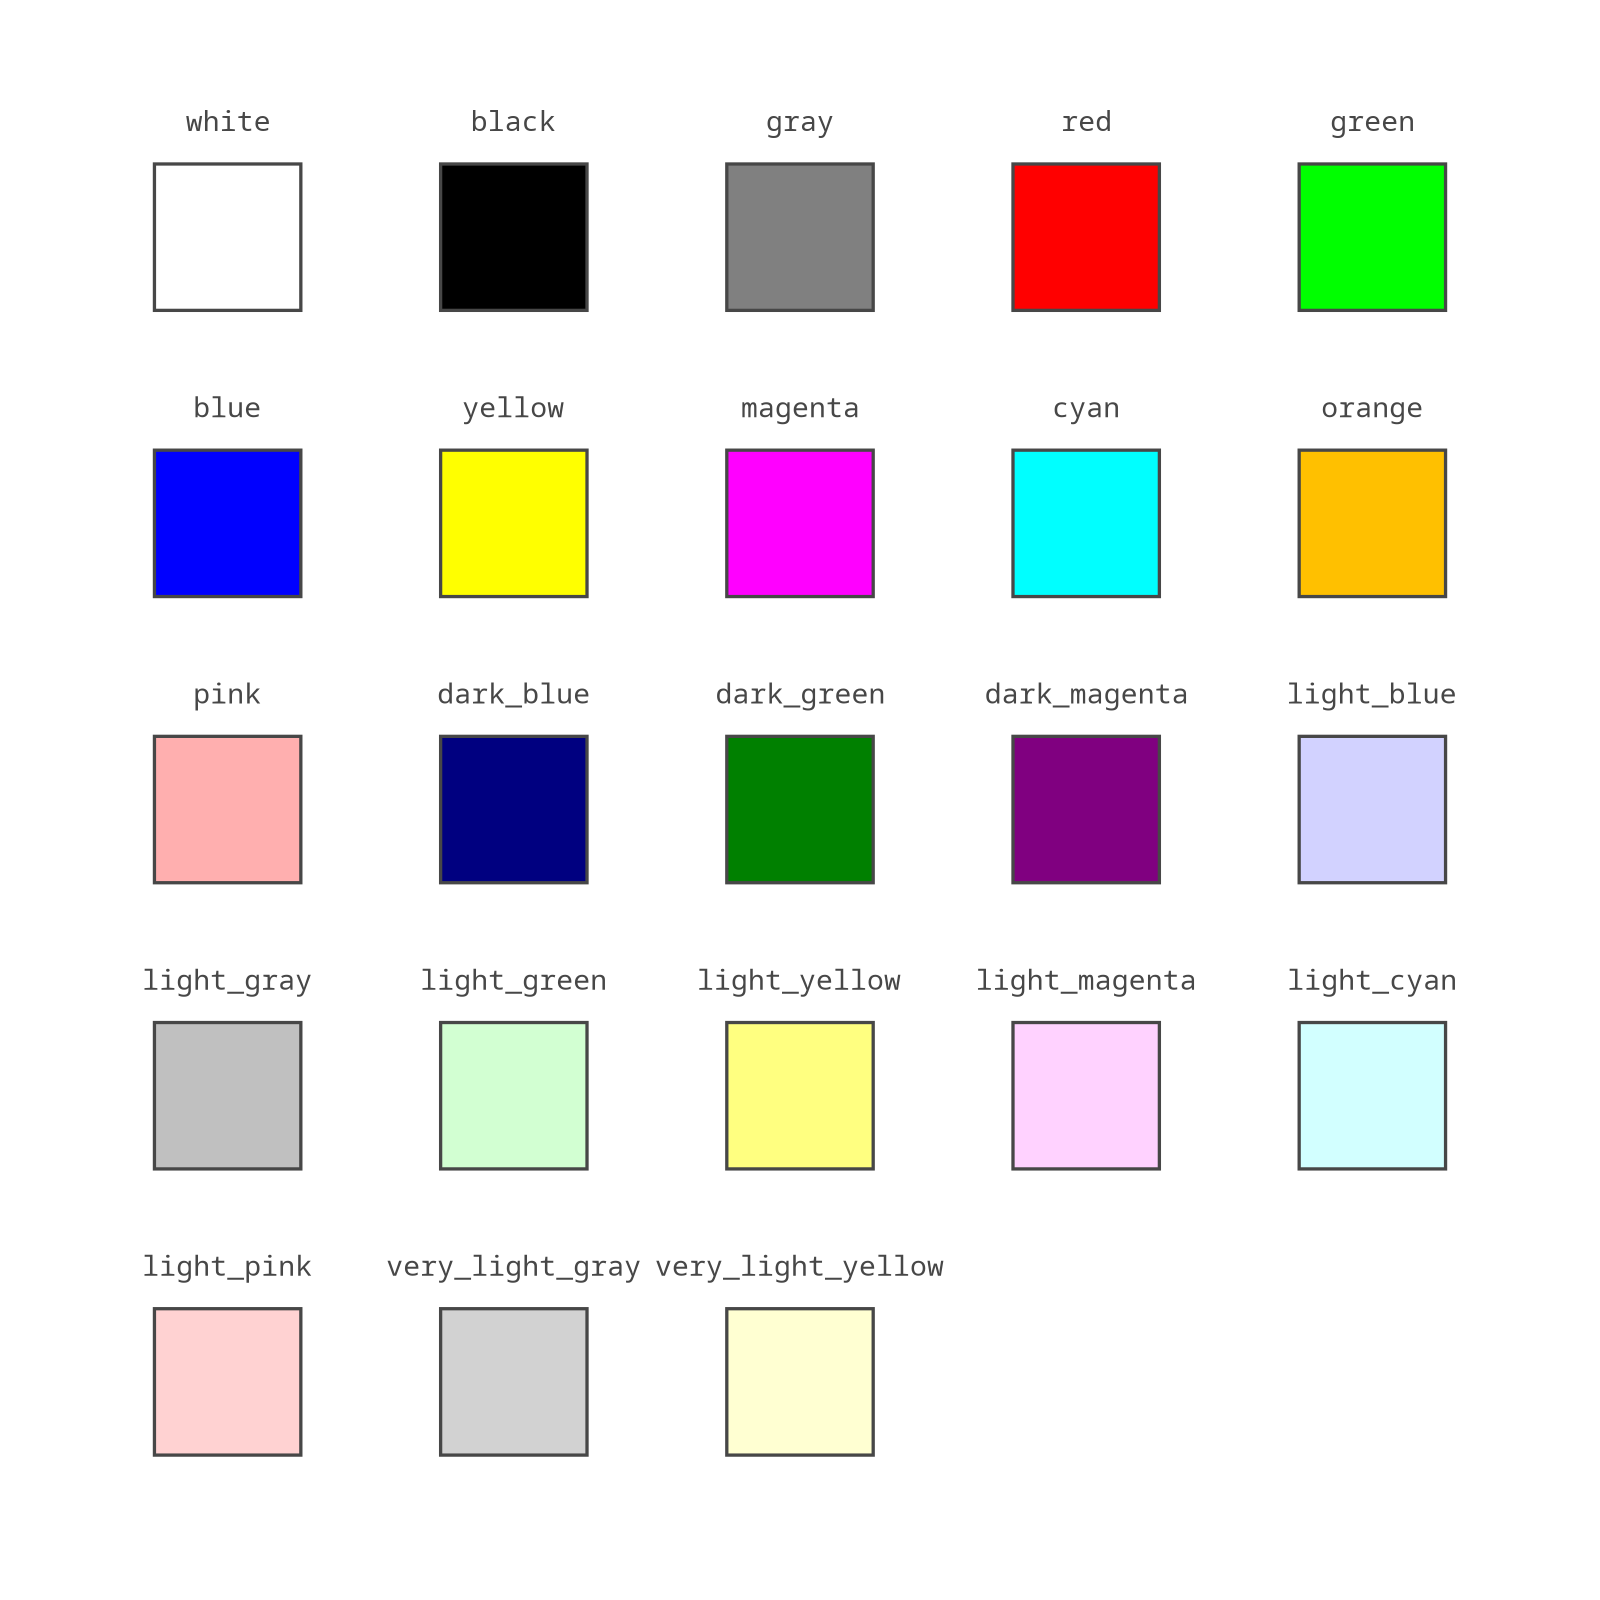 white black gray red green
blue yellow magenta cyan orange
pink dark_blue dark_green dark_magenta light_blue
light_gray light_green light_yellow light_magenta light_cyan
light_pink very_light_gray very_light_yellow